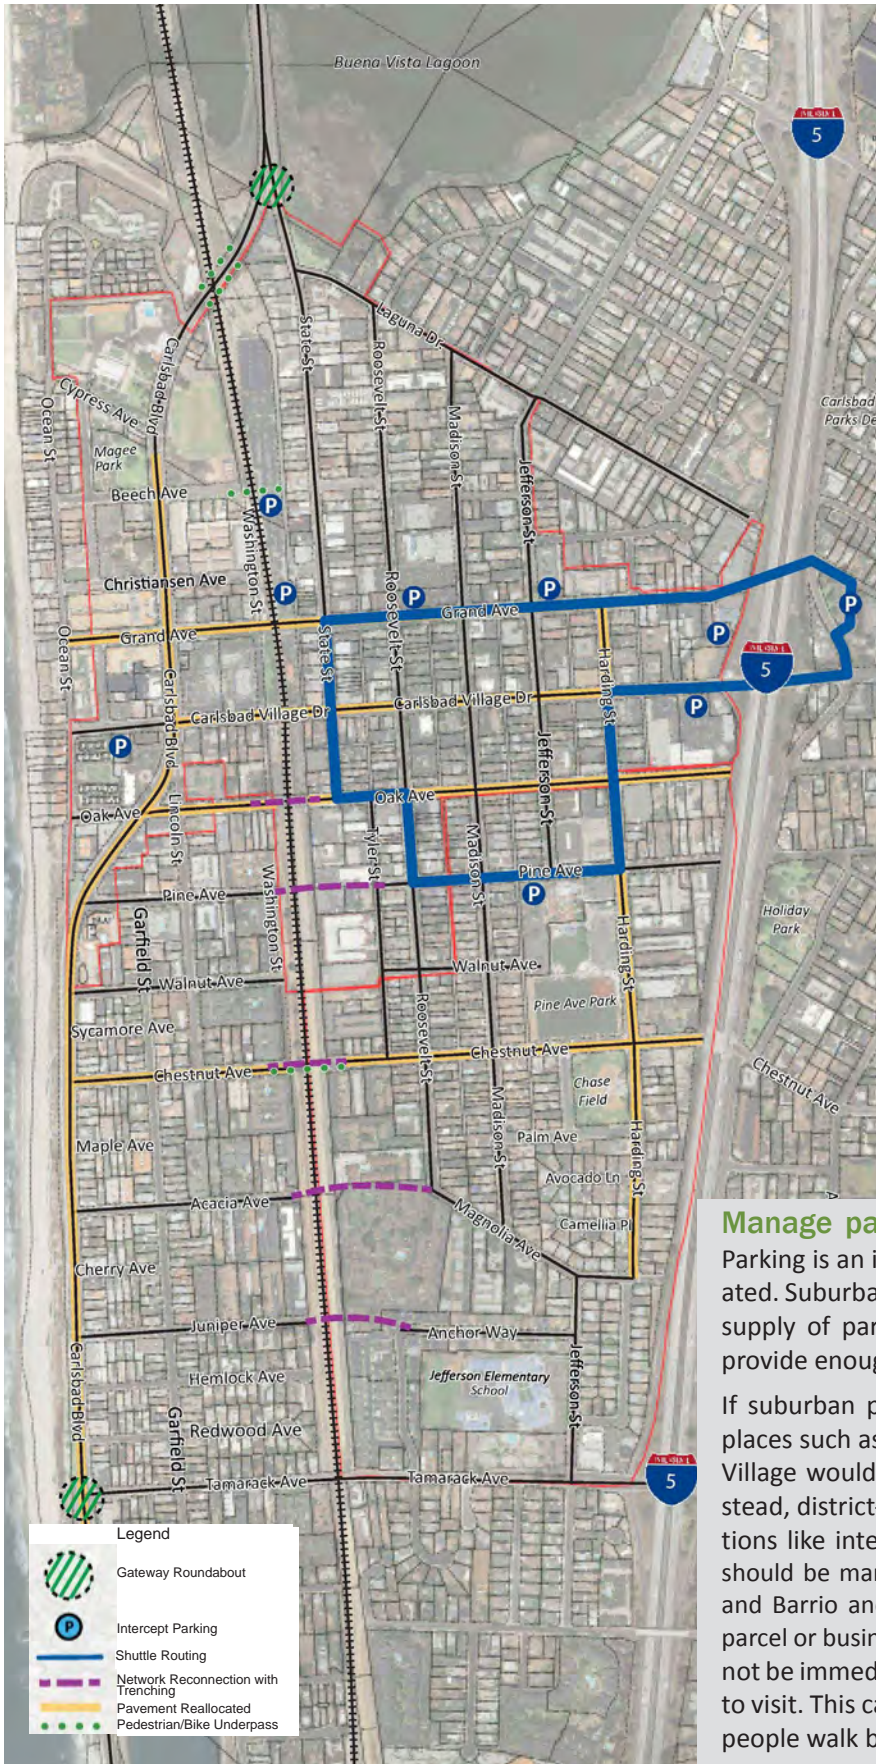 Buena Vista Lagoon
5
Laguna Dr
State St
Roosevelt St
Carlsbad Blvd
Cypress Ave
Ocean St
Madison St
Carlsbad
Magee
Park
Jefferson St
Beech Ave
P
Washington St
Christiansen Ave
P
P
P
P
Roosevelt St
Grand Ave
Grand Ave
State St
Ocean St
P
Harding St
5
Carlsbad Blvd
Carlsbad Village Dr
Carlsbad Village Dr
P
P
Jefferson St
Oak Ave
Oak Ave
Lincoln St
Tyler St
Madison St
Pine Ave
Pine Ave
P
Washington St
Garfield St
Harding St
Holiday
Park
Walnut Ave
Walnut Ave
Roosevelt St
Pine Ave Park
Sycamore Ave
Chestnut Ave
Chestnut Ave
Chestnut Ave
Chase
Field
Madison St
Maple Ave
Palm Ave
Harding St
Avocado Ln
Acacia Ave
Magnolia Ave
Camellia Pl
Cherry Ave
Juniper Ave
Anchor Way
Carlsbad Blvd
Hemlock Ave
Jefferson Elementary
School
Jefferson St
Garfield St
Redwood Ave
Tamarack Ave
Tamarack Ave
5
Legend
Gateway Roundabout
P Intercept Parking
Shuttle Routing
Network Reconnection with
Trenching
Pavement Reallocated
Pedestrian/Bike Underpass
Manage pa
Parking is an i
ated. Suburba
supply of par
provide enoug
If suburban p
places such as
Village would
stead, district-
tions like inte
should be mar
and Barrio and
parcel or busin
not be immed
to visit. This ca
people walk b